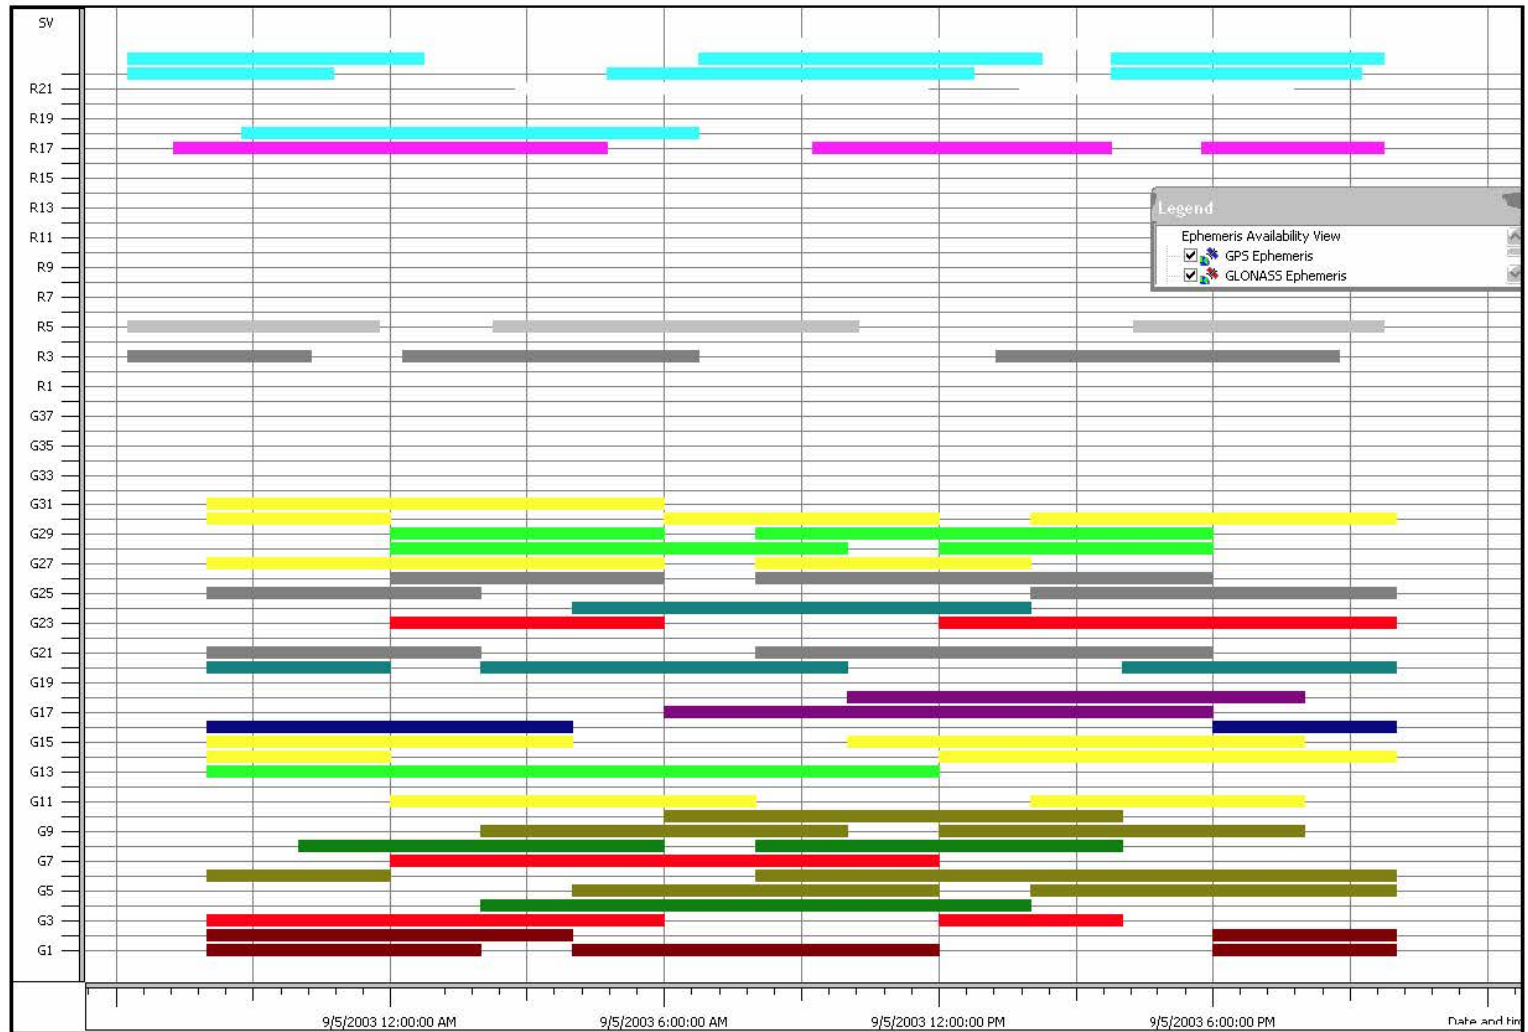 SV
R21
R19
R17
R15
R13
R11
R9
R7
R5
R3
R1
G37
G35
G33
G31
G29
G27
G25
G23
G21
G19
G17
G15
G13
G11
G9
G7
G5
G3
G1
Legend
Ephemeris Availability View
GPS Ephemeris
GLONASS Ephemeris
9/5/2003 12:00:00 AM 9/5/2003 6:00:00 AM 9/5/2003 12:00:00 PM 9/5/2003 6:00:00 PM Date and